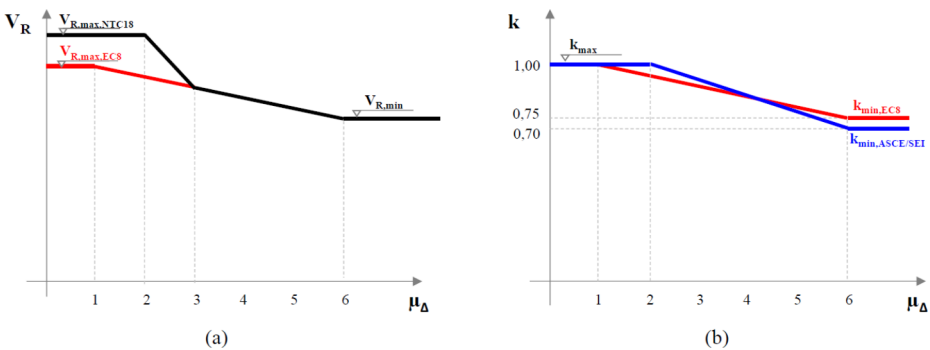 V_R
V_R,max,NTC18
V_R,max,EC8
V_R,min
1 2 3 4 5 6 μ_Δ
(a)
k
k_max
1,00
k_min,EC8
0,75
0,70
k_min,ASCE/SEI
1 2 3 4 5 6 μ_Δ
(b)